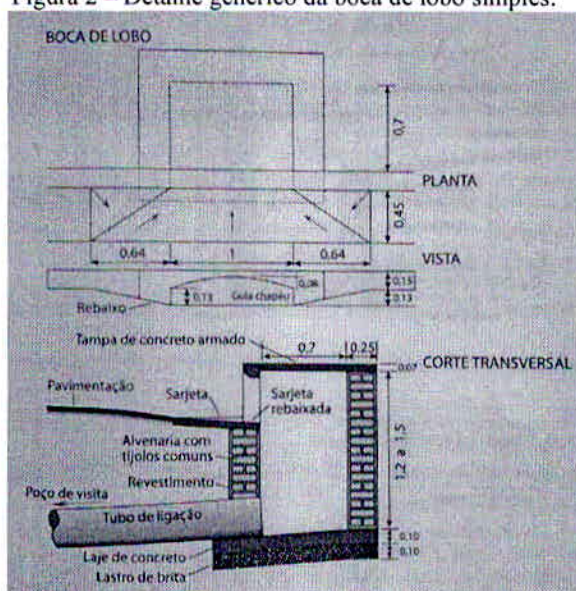 Figura 2 – Detalhe genérico da boca de lobo simples.
BOCA DE LOBO
0,7
PLANTA
0,45
0,64
1
0,64
VISTA
0,13
0,08
Guia chapéu
0,15
0,13
Rebaixo
Tampa de concreto armado
0,7
0,25
0,07
CORTE TRANSVERSAL
Pavimentação
Sarjeta
Sarjeta
rebaixada
Alvenaria com
tijolos comuns
1,2 a 1,5
Revestimento
Poço de visita
Tubo de ligação
Laje de concreto
0,10
Lastro de brita
0,10